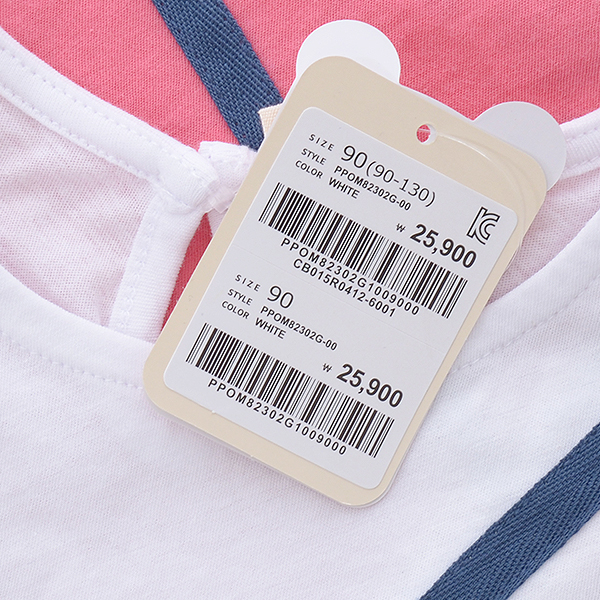 SIZE 90(90-130)
STYLE PPOM82302G-00
COLOR WHITE
₩ 25,900
PPOM82302G1009000
CB015R0412-6001
SIZE 90
STYLE PPOM82302G-00
COLOR WHITE
₩ 25,900
PPOM82302G1009000